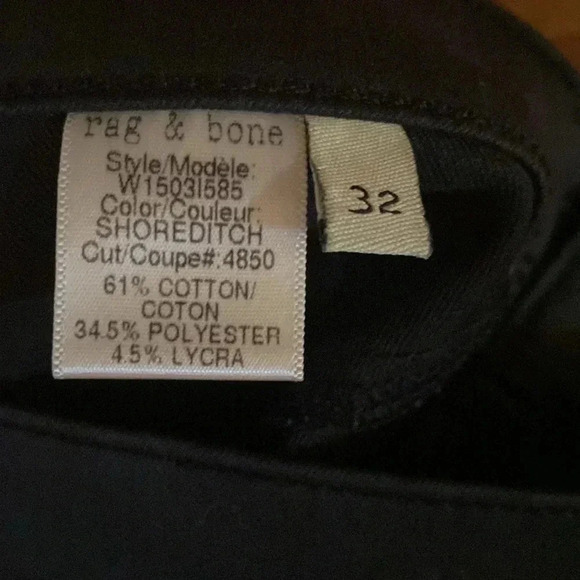 rag & bone
Style/Modèle:
W1503I585
Color/Couleur:
SHOREDITCH
Cut/Coupe#:4850
61% COTTON/
COTON
34.5% POLYESTER
4.5% LYCRA
32